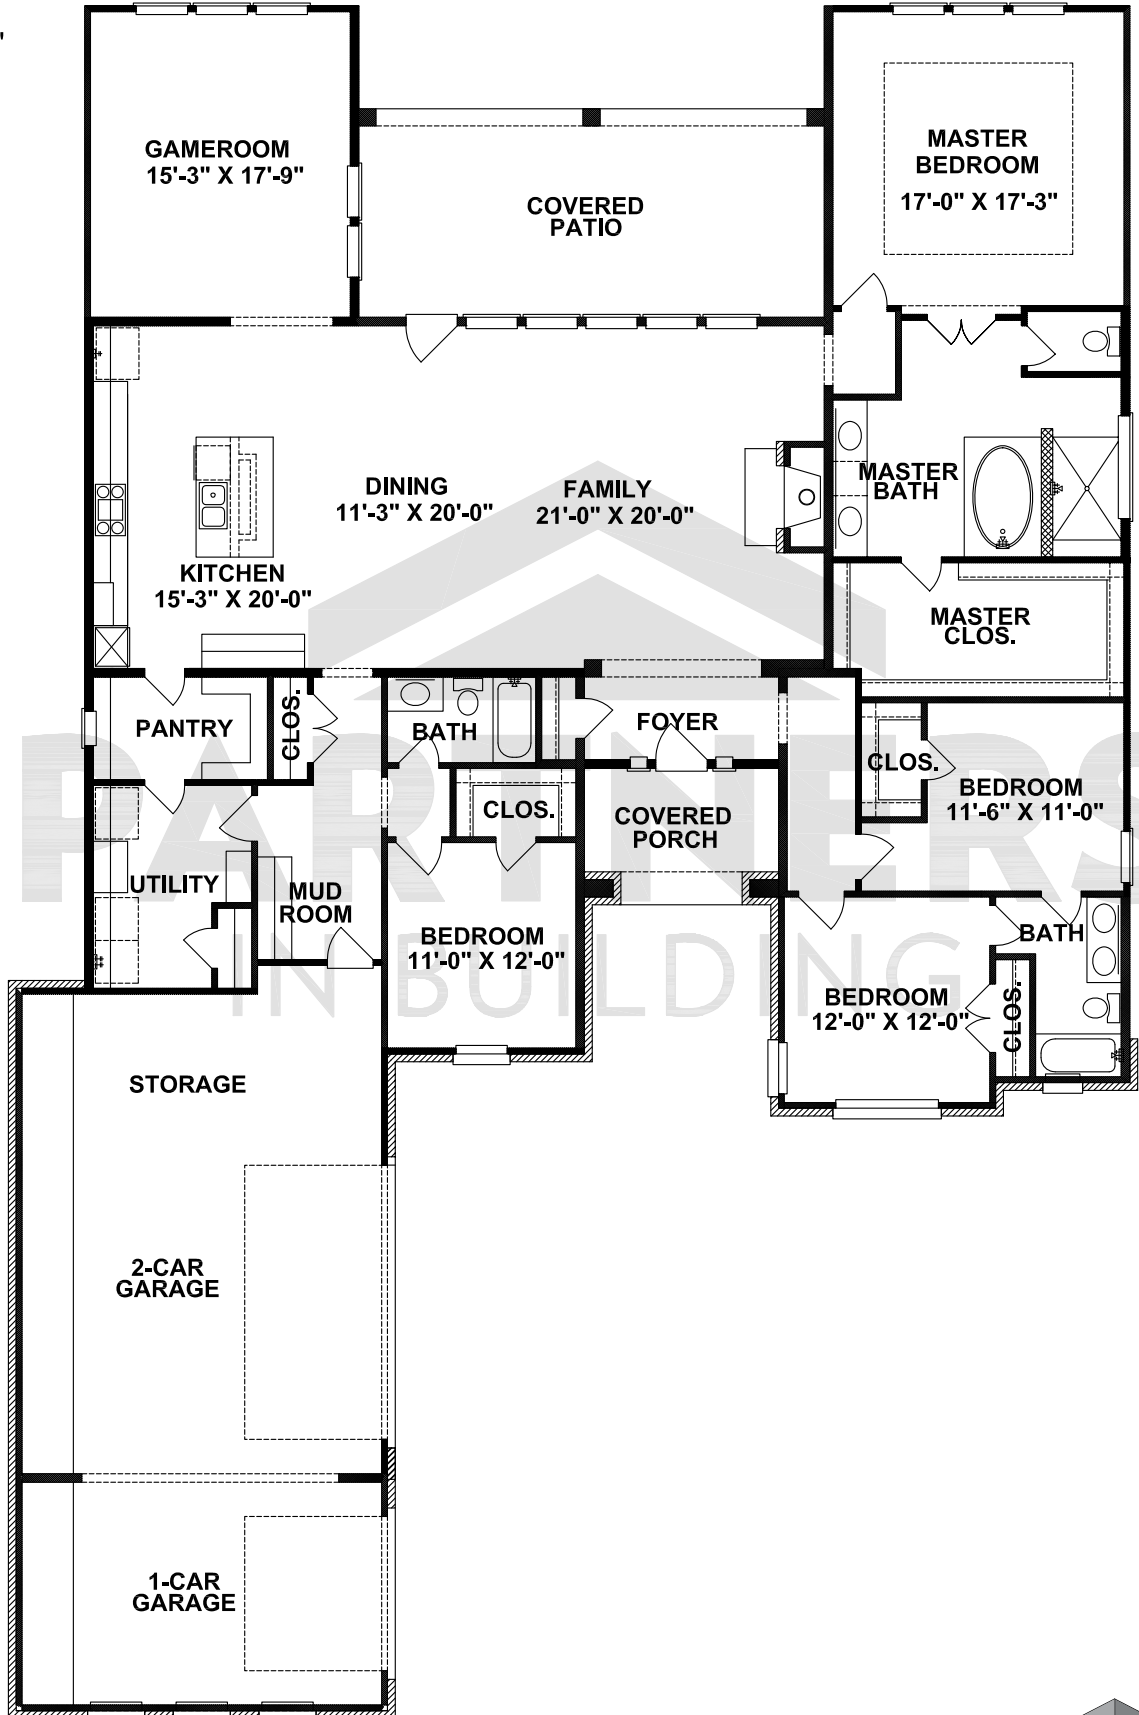 GAMEROOM
15'-3" X 17'-9"
COVERED
PATIO
MASTER
BEDROOM
17'-0" X 17'-3"
DINING
11'-3" X 20'-0"
FAMILY
21'-0" X 20'-0"
MASTER
BATH
KITCHEN
15'-3" X 20'-0"
MASTER
CLOS.
PANTRY
CLOS.
BATH
FOYER
CLOS.
BEDROOM
11'-6" X 11'-0"
CLOS.
COVERED
PORCH
PARTNERS
IN BUILDING
UTILITY
MUD
ROOM
BEDROOM
11'-0" X 12'-0"
BATH
BEDROOM
12'-0" X 12'-0"
CLOS.
STORAGE
2-CAR
GARAGE
1-CAR
GARAGE